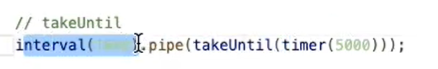 // takeUntil
interval( ).pipe(takeUntil(timer(5000)));